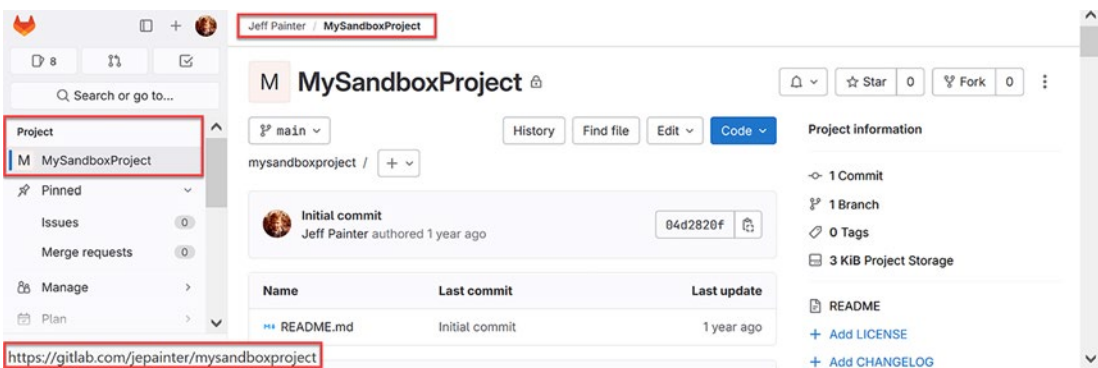 Jeff Painter / MySandboxProject
8
Search or go to...
Project
M MySandboxProject
Pinned
Issues 0
Merge requests 0
Manage
Plan
https://gitlab.com/jepainter/mysandboxproject
M MySandboxProject
Star 0
Fork 0
main
History
Find file
Edit
Code
mysandboxproject / +
Initial commit
Jeff Painter authored 1 year ago
04d2820f
Name Last commit Last update
README.md Initial commit 1 year ago
Project information
1 Commit
1 Branch
0 Tags
3 KiB Project Storage
README
+ Add LICENSE
+ Add CHANGELOG